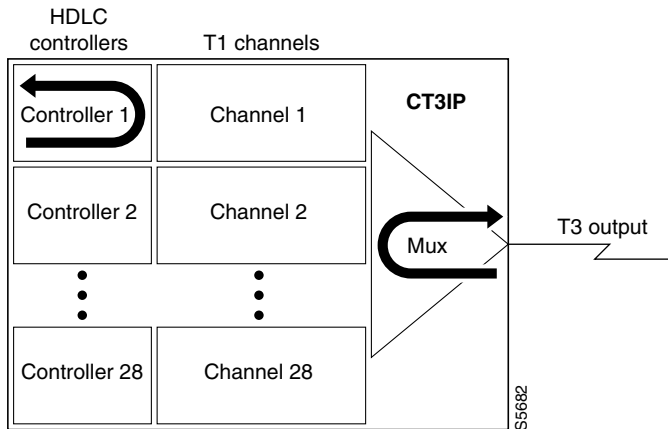 HDLC
controllers
T1 channels
CT3IP
Controller 1
Channel 1
Controller 2
Channel 2
Mux
T3 output
Controller 28
Channel 28
S5682